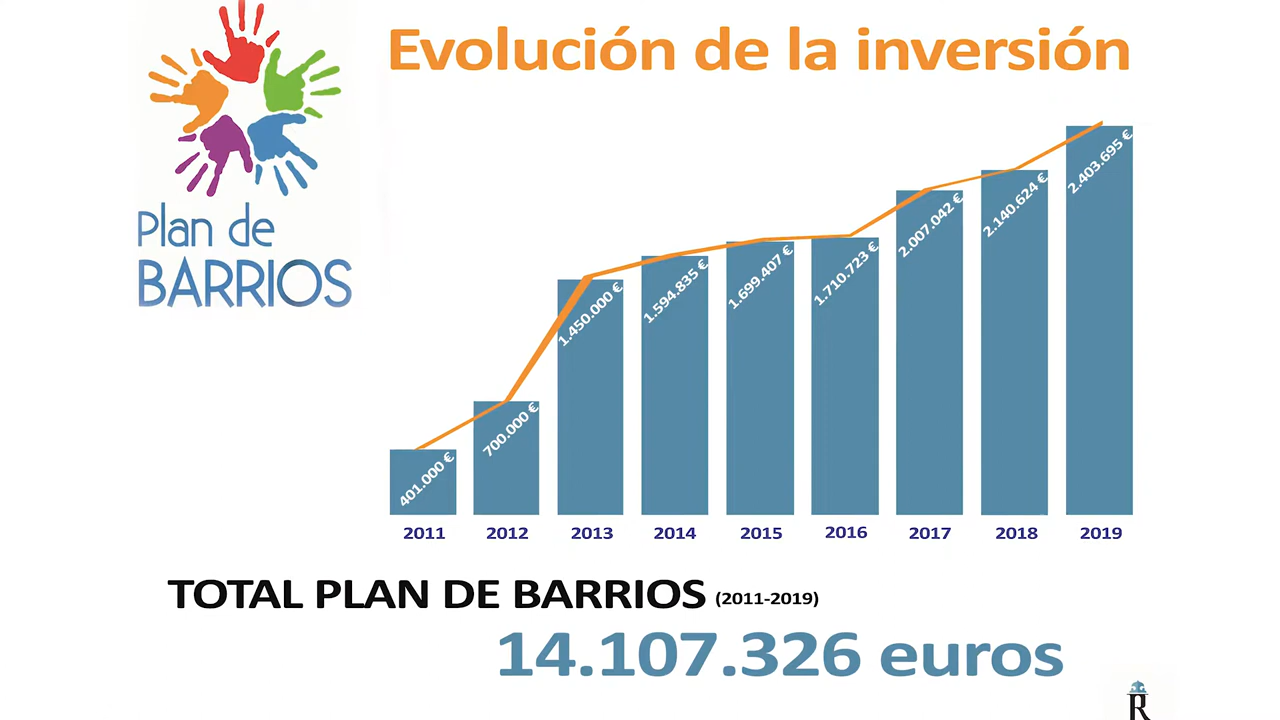 Evolución de la inversión
Plan de
BARRIOS
401.000 €
700.000 €
1.450.000 €
1.594.835 €
1.699.407 €
1.710.723 €
2.007.042 €
2.140.624 €
2.403.695 €
2011 2012 2013 2014 2015 2016 2017 2018 2019
TOTAL PLAN DE BARRIOS (2011-2019)
14.107.326 euros
R